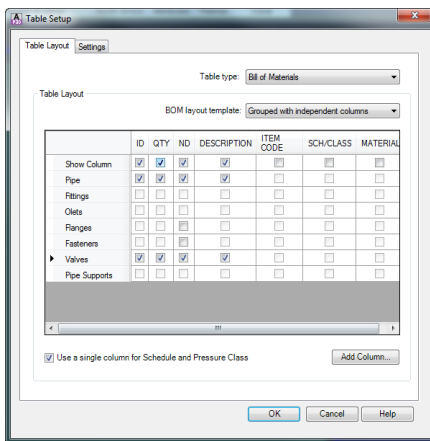 Table Setup
Table Layout Settings
Table type: Bill of Materials
Table Layout
BOM layout template: Grouped with independent columns
ID QTY ND DESCRIPTION ITEM CODE SCH/CLASS MATERIAL
Show Column
Pipe
Fittings
Olets
Flanges
Fasteners
Valves
Pipe Supports
Use a single column for Schedule and Pressure Class
Add Column...
OK Cancel Help